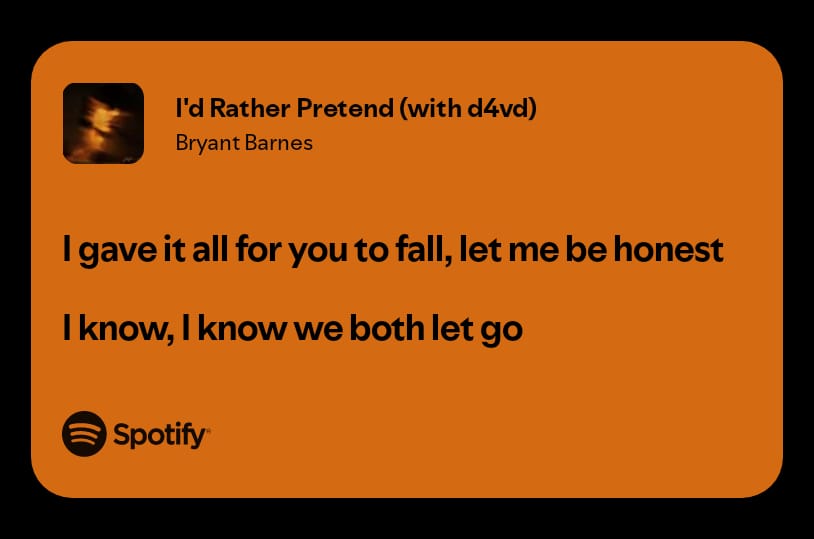 I'd Rather Pretend (with d4vd)
Bryant Barnes
I gave it all for you to fall, let me be honest
I know, I know we both let go
Spotify®